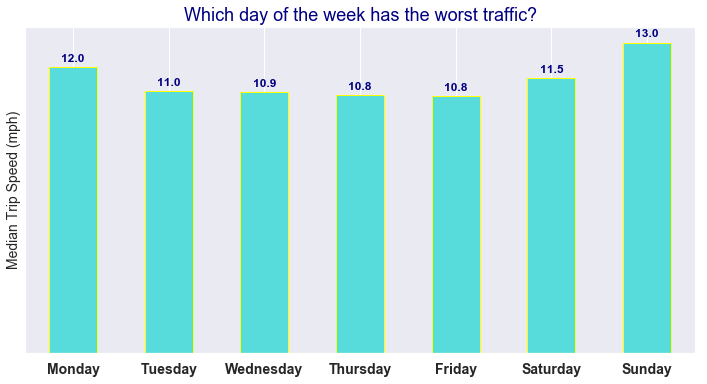 Which day of the week has the worst traffic?
Median Trip Speed (mph)
12.0
11.0
10.9
10.8
10.8
11.5
13.0
Monday
Tuesday
Wednesday
Thursday
Friday
Saturday
Sunday